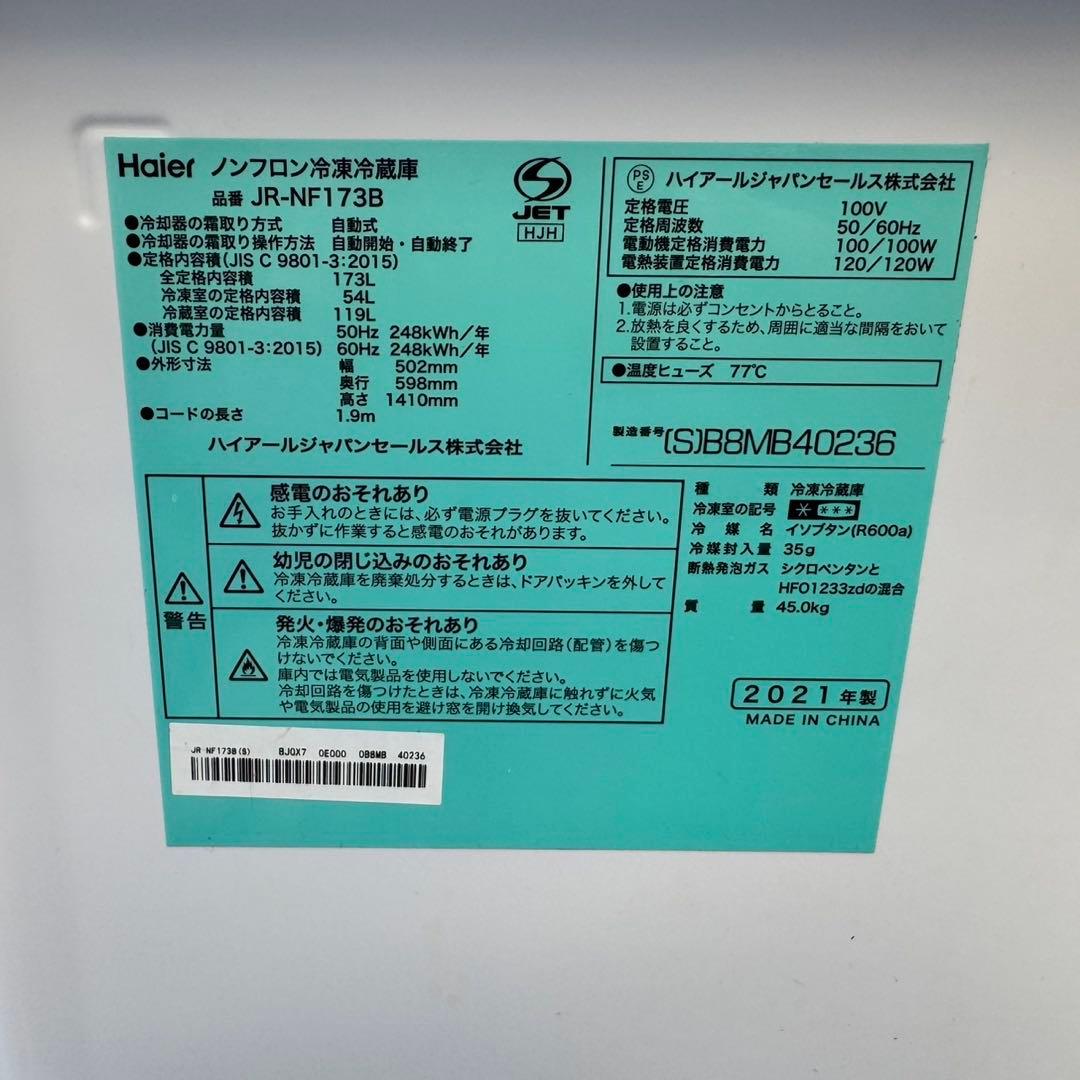 Haier ノンフロン冷凍冷蔵庫
品番 JR-NF173B
●冷却器の霜取り方式 自動式
●冷却器の霜取り操作方法 自動開始・自動終了
●定格内容積(JIS C 9801-3:2015)
全定格内容積 173L
冷凍室の定格内容積 54L
冷蔵室の定格内容積 119L
●消費電力量 50Hz 248kWh/年
(JIS C 9801-3:2015) 60Hz 248kWh/年
●外形寸法 幅 502mm
奥行 598mm
高さ 1410mm
●コードの長さ 1.9m
ハイアールジャパンセールス株式会社
JET
HJH
PS
E
ハイアールジャパンセールス株式会社
定格電圧 100V
定格周波数 50/60Hz
電動機定格消費電力 100/100W
電熱装置定格消費電力 120/120W
●使用上の注意
1.電源は必ずコンセントからとること。
2.放熱を良くするため、周囲に適当な間隔をおいて
設置すること。
●温度ヒューズ 77℃
製造番号 (S)B8MB40236
警告
感電のおそれあり
お手入れのときには、必ず電源プラグを抜いてください。
抜かずに作業すると感電のおそれがあります。
幼児の閉じ込みのおそれあり
冷凍冷蔵庫を廃棄処分するときは、ドアパッキンを外して
ください。
発火・爆発のおそれあり
冷凍冷蔵庫の背面や側面にある冷却回路(配管)を傷つ
けないでください。
庫内では電気製品を使用しないでください。
冷却回路を傷つけたときは、冷凍冷蔵庫に触れずに火気
や電気製品の使用を避け窓を開け換気してください。
種類 冷凍冷蔵庫
冷凍室の記号 * ***
冷媒名 イソブタン(R600a)
冷媒封入量 35g
断熱発泡ガス シクロペンタンと
HFO1233zdの混合
質量 45.0kg
2021年製
MADE IN CHINA
JR-NF173B(S) BJQX7 0E000 0B8MB 40236